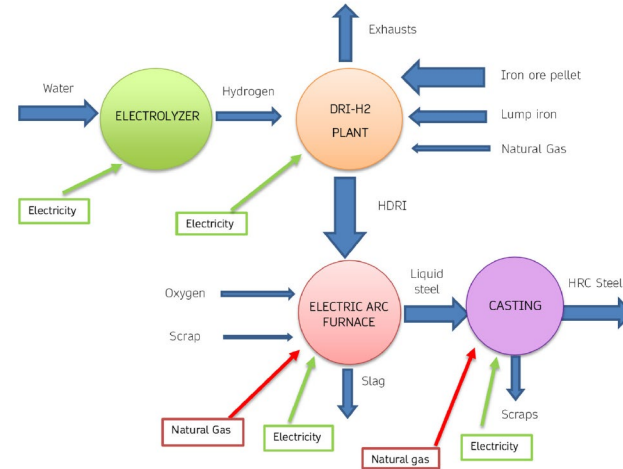 Exhausts
Water
Hydrogen
ELECTROLYZER
DRI-H2
PLANT
Iron ore pellet
Lump iron
Natural Gas
Electricity
Electricity
HDRI
Oxygen
Scrap
ELECTRIC ARC
FURNACE
Liquid
steel
CASTING
HRC Steel
Slag
Scraps
Natural Gas
Electricity
Natural gas
Electricity